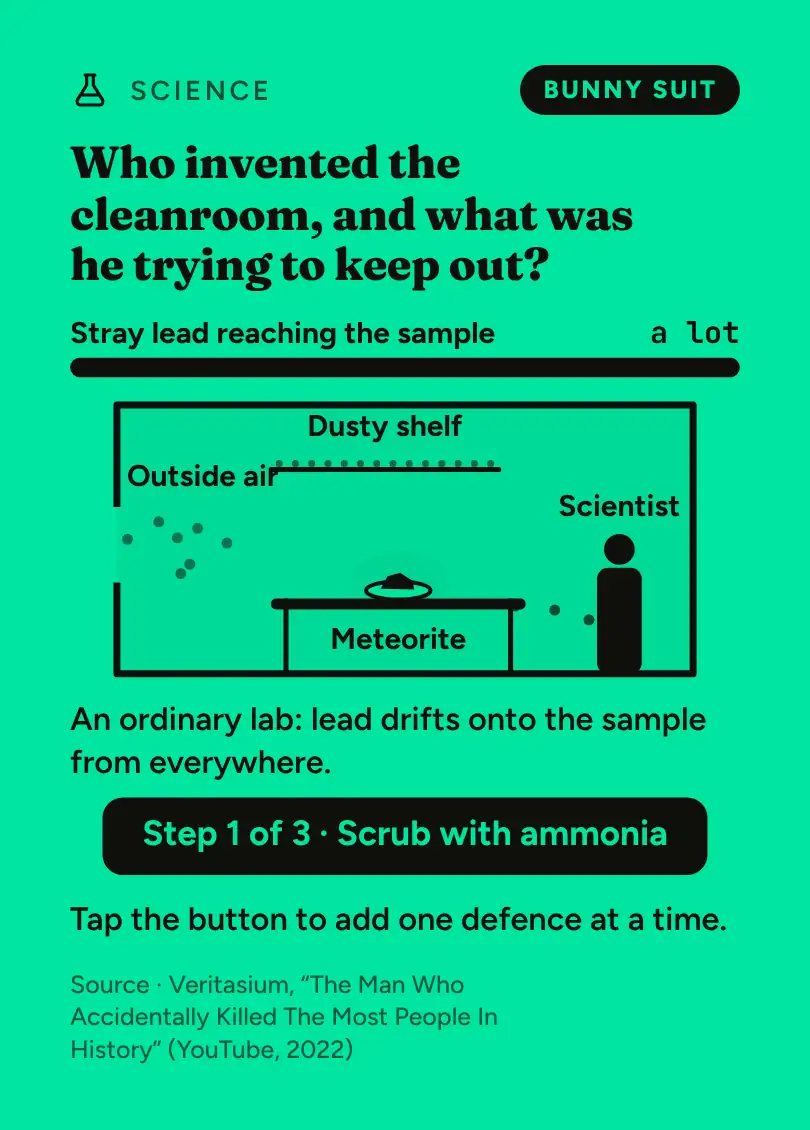 SCIENCE
BUNNY SUIT
Who invented the
cleanroom, and what was
he trying to keep out?
Stray lead reaching the sample
a lot
Dusty shelf
Outside air
Scientist
Meteorite
An ordinary lab: lead drifts onto the sample
from everywhere.
Step 1 of 3 · Scrub with ammonia
Tap the button to add one defence at a time.
Source · Veritasium, “The Man Who
Accidentally Killed The Most People In
History” (YouTube, 2022)